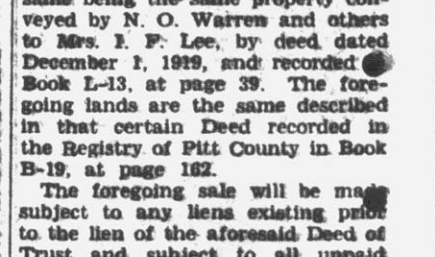 same being the same property con-
veyed by N. O. Warren and others
to Mrs. I. F. Lee, by deed dated
December 1, 1919, and recorded
Book L-13, at page 39. The fore-
going lands are the same described
in that certain Deed recorded in
the Registry of Pitt County in Book
B-19, at page 162.
The foregoing sale will be made
subject to any liens existing prior
to the lien of the aforesaid Deed of
Trust and subject to all unpaid